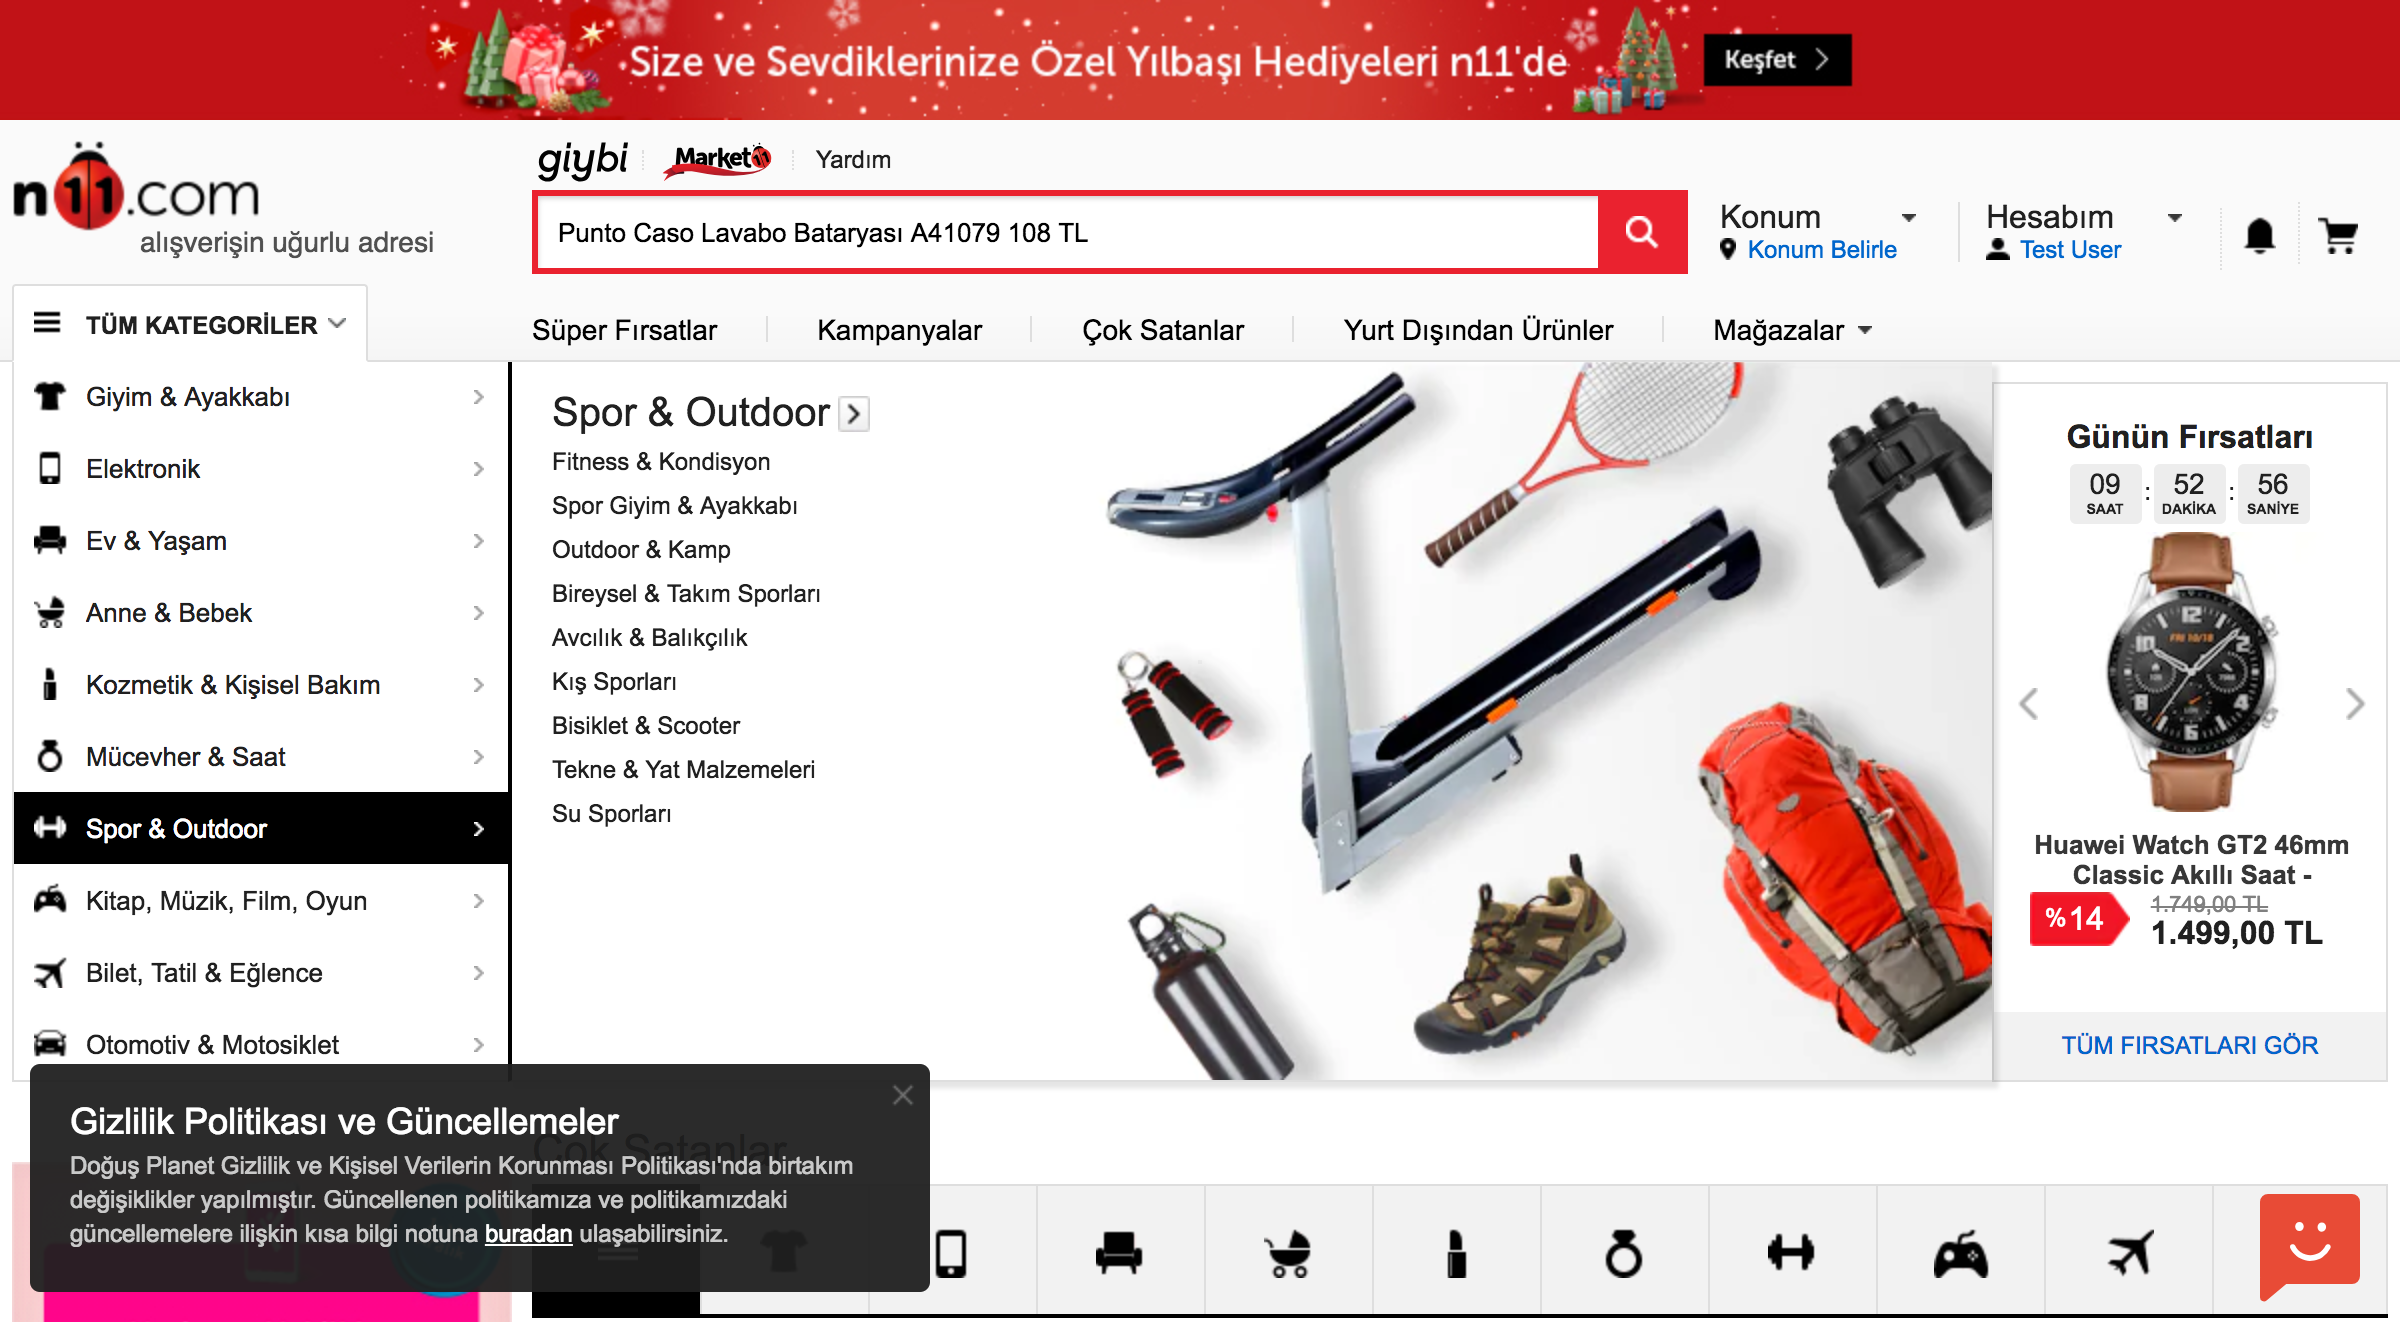 Size ve Sevdiklerinize Özel Yılbaşı Hediyeleri n11'de
Keşfet
n11.com
alışverişin uğurlu adresi
giybi
Market11
Yardım
Punto Caso Lavabo Bataryası A41079 108 TL
Konum
Konum Belirle
Hesabım
Test User
TÜM KATEGORİLER
Süper Fırsatlar
Kampanyalar
Çok Satanlar
Yurt Dışından Ürünler
Mağazalar
Giyim & Ayakkabı
Elektronik
Ev & Yaşam
Anne & Bebek
Kozmetik & Kişisel Bakım
Mücevher & Saat
Spor & Outdoor
Kitap, Müzik, Film, Oyun
Bilet, Tatil & Eğlence
Otomotiv & Motosiklet
Spor & Outdoor
Fitness & Kondisyon
Spor Giyim & Ayakkabı
Outdoor & Kamp
Bireysel & Takım Sporları
Avcılık & Balıkçılık
Kış Sporları
Bisiklet & Scooter
Tekne & Yat Malzemeleri
Su Sporları
Günün Fırsatları
09 : 52 : 56
SAAT DAKİKA SANİYE
Huawei Watch GT2 46mm
Classic Akıllı Saat -
%14
1.749,00 TL
1.499,00 TL
TÜM FIRSATLARI GÖR
Çok Satanlar
Gizlilik Politikası ve Güncellemeler
Doğuş Planet Gizlilik ve Kişisel Verilerin Korunması Politikası'nda birtakım
değişiklikler yapılmıştır. Güncellenen politikamıza ve politikamızdaki
güncellemelere ilişkin kısa bilgi notuna buradan ulaşabilirsiniz.